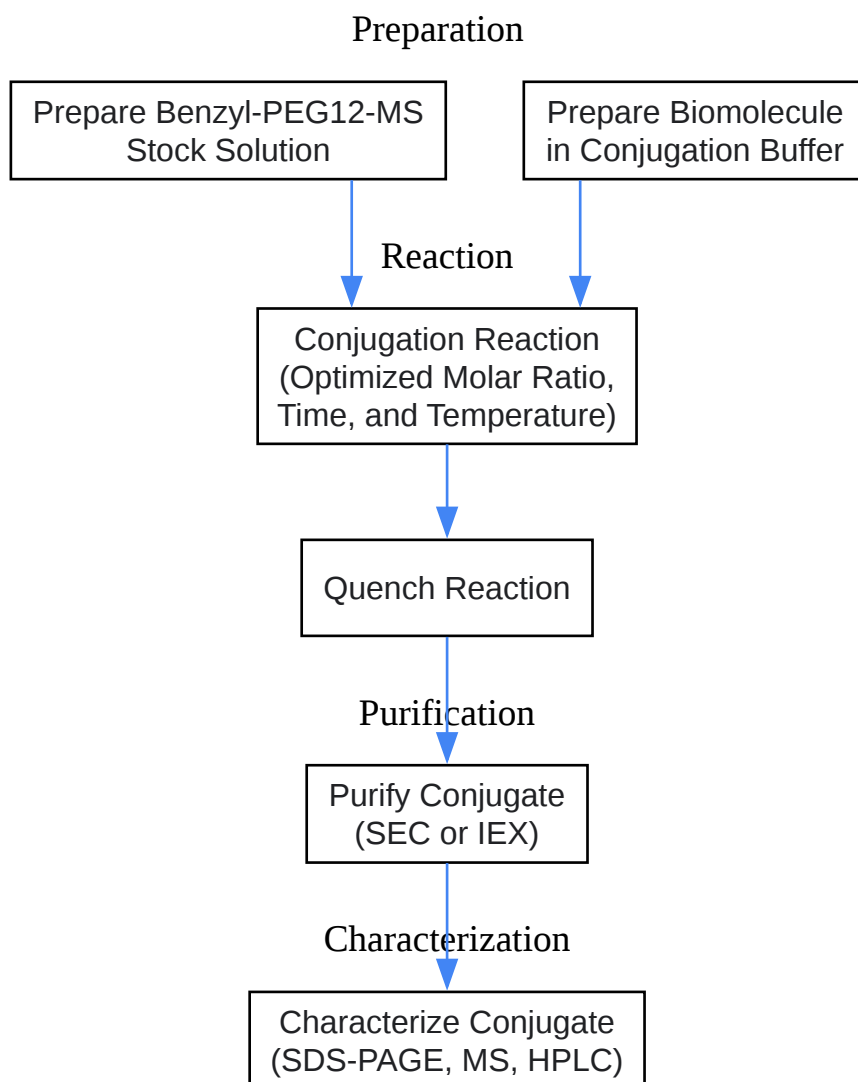 Preparation
Prepare Benzyl-PEG12-MS
Stock Solution
Prepare Biomolecule
in Conjugation Buffer
Reaction
Conjugation Reaction
(Optimized Molar Ratio,
Time, and Temperature)
Quench Reaction
Purification
Purify Conjugate
(SEC or IEX)
Characterization
Characterize Conjugate
(SDS-PAGE, MS, HPLC)